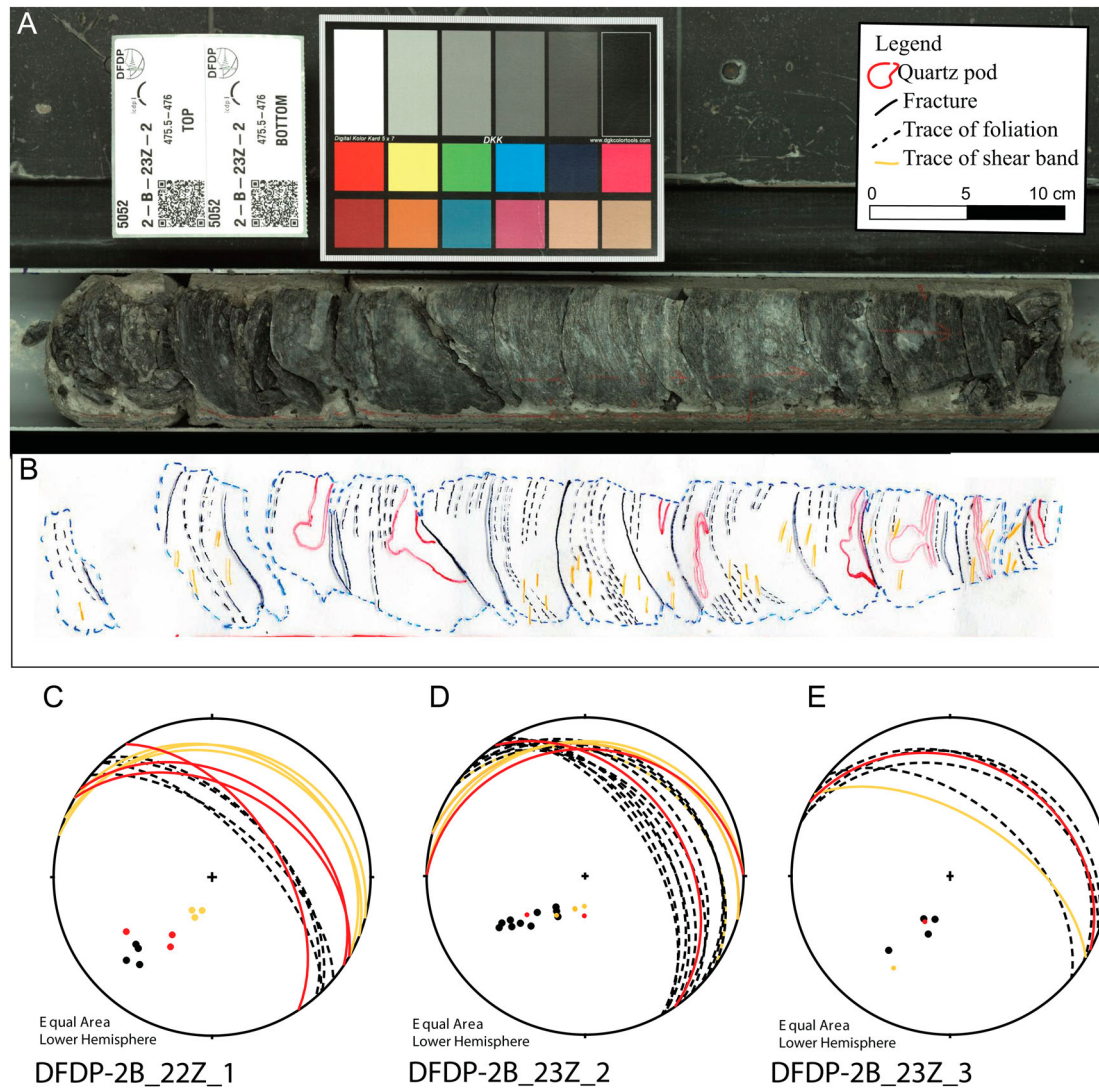 A
DFDP
icdp
475.5–476
TOP
2–B–23Z–2
5052
DFDP
icdp
475.5–476
BOTTOM
2–B–23Z–2
5052
Digital Kolor Kard 5 x 7
DKK
www.dgkcolortools.com
Legend
Quartz pod
Fracture
Trace of foliation
Trace of shear band
0 5 10 cm
B
C
D
E
Equal Area
Lower Hemisphere
DFDP-2B_22Z_1
Equal Area
Lower Hemisphere
DFDP-2B_23Z_2
Equal Area
Lower Hemisphere
DFDP-2B_23Z_3